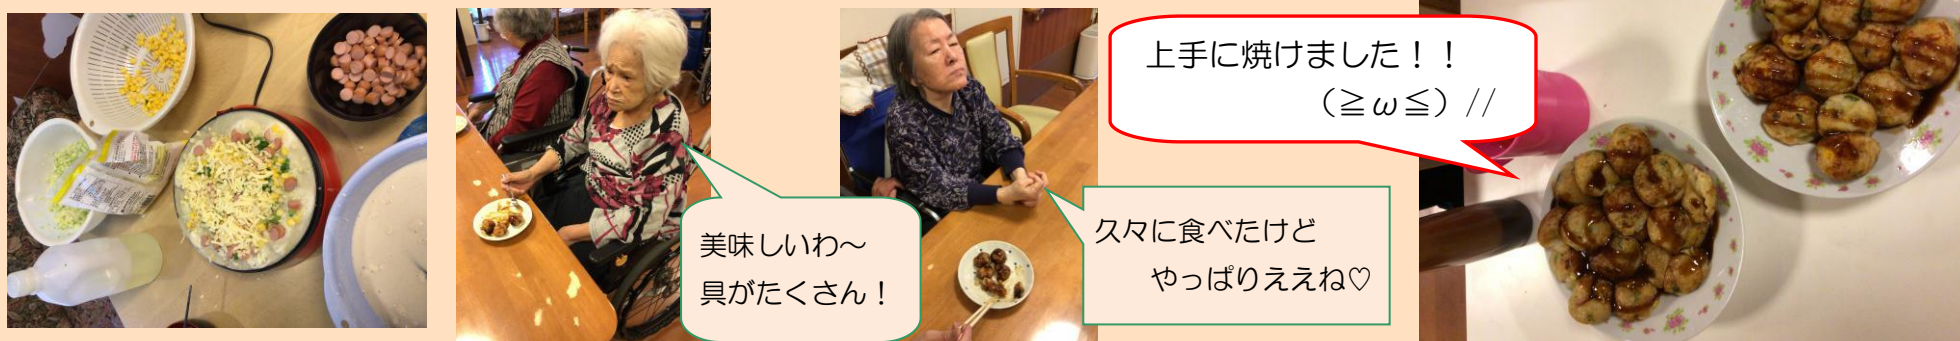 美味しいわ～
具がたくさん！
久々に食べたけど
やっぱりええね♡
上手に焼けました！！
（≧ω≦）//